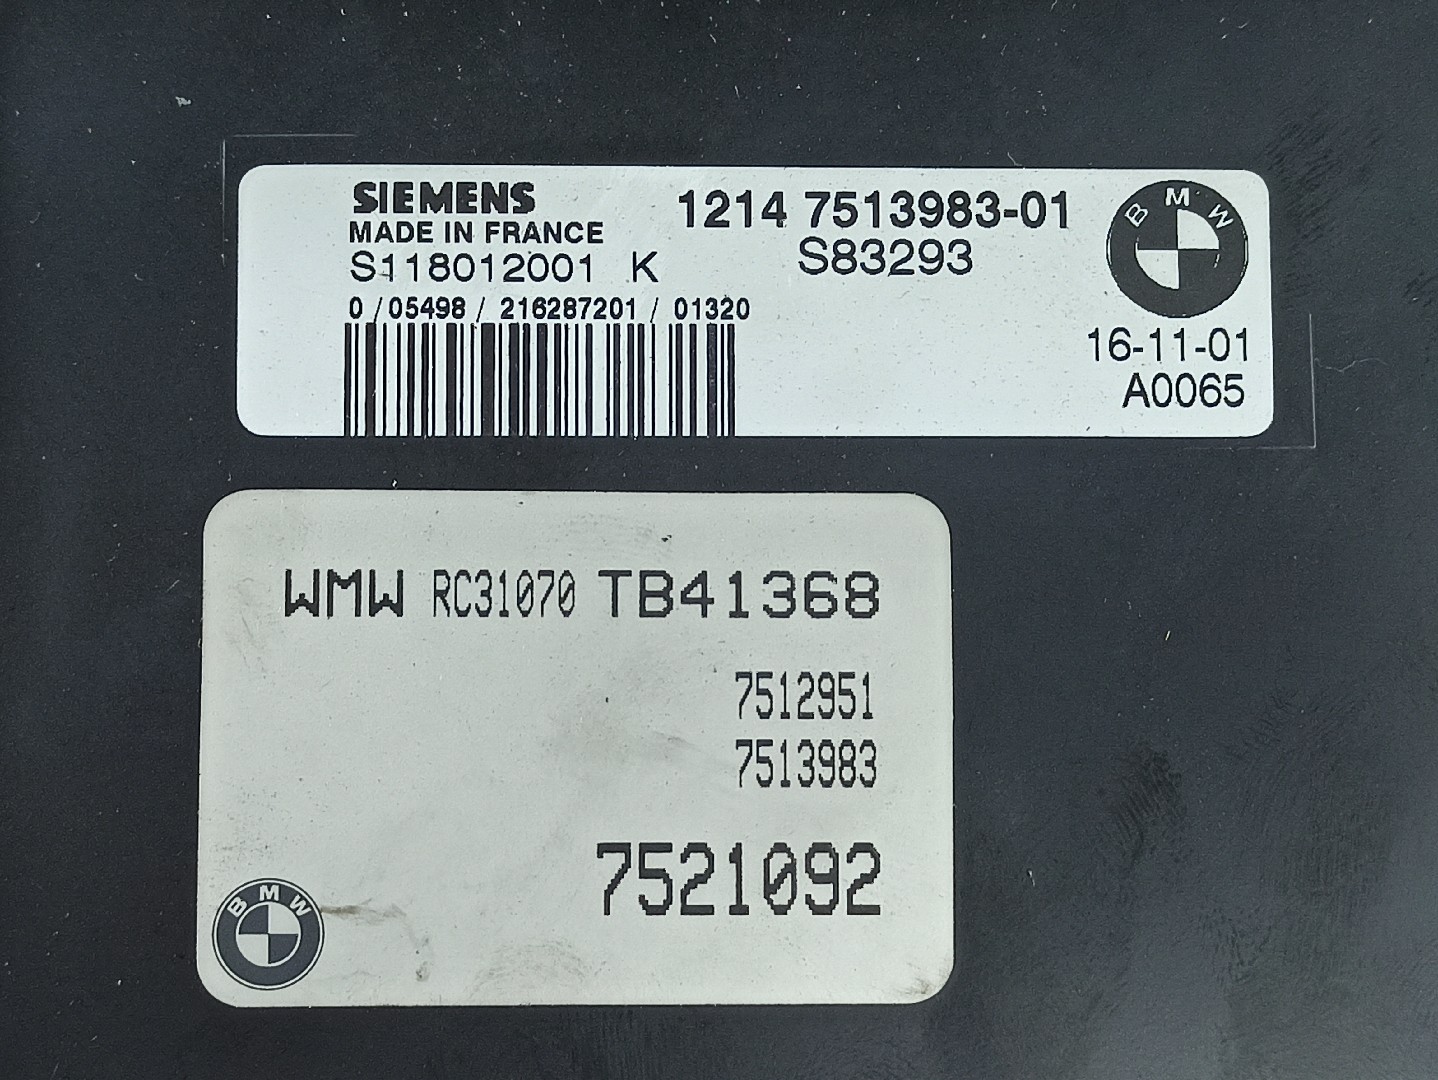 SIEMENS
MADE IN FRANCE
S118012001 K
0 / 05498 / 216287201 / 01320
1214 7513983-01
S83293
BMW
16-11-01
A0065
WMW RC31070 TB41368
7512951
7513983
7521092
BMW